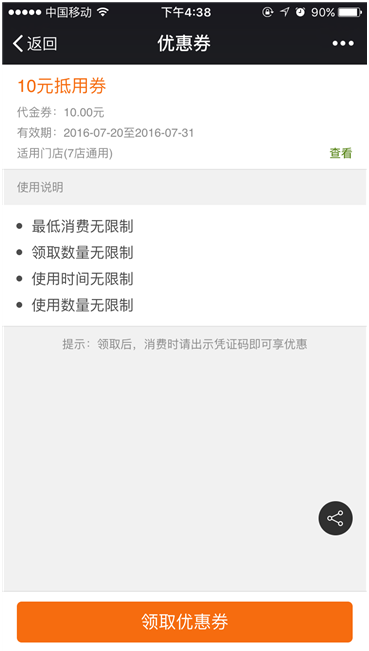 中国移动 下午4:38 90%
返回 优惠券
10元抵用券
代金券：10.00元
有效期：2016-07-20至2016-07-31
适用门店(7店通用) 查看
使用说明
最低消费无限制
领取数量无限制
使用时间无限制
使用数量无限制
提示：领取后，消费时请出示凭证码即可享优惠
领取优惠券